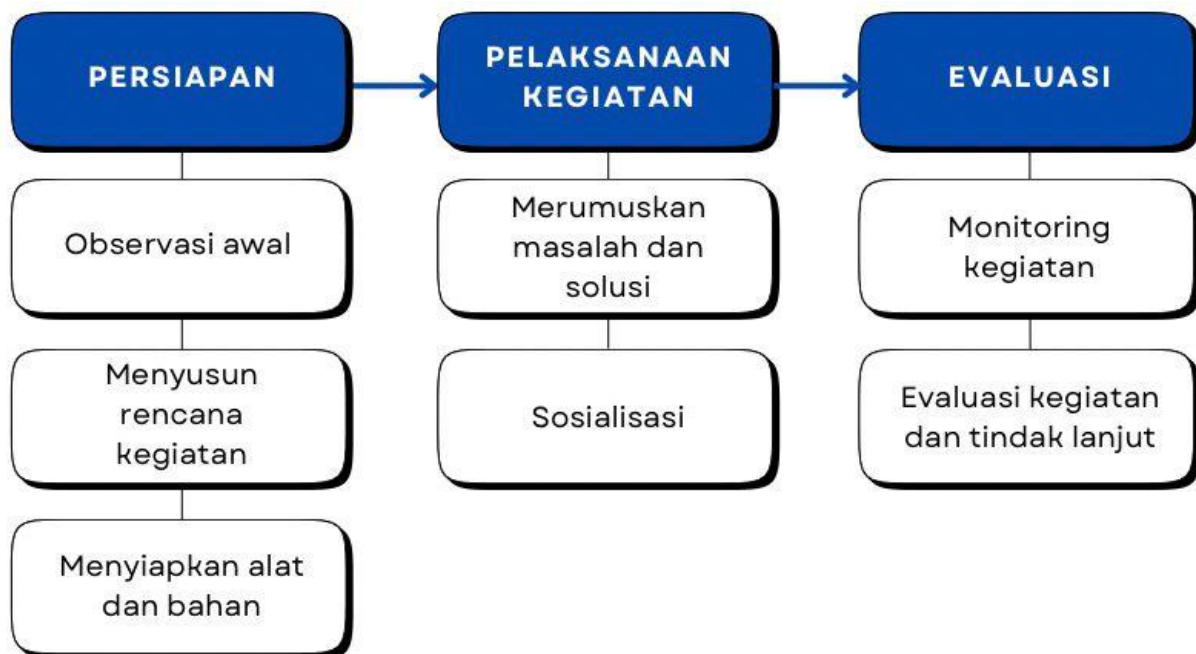 PERSIAPAN
Observasi awal
Menyusun
rencana
kegiatan
Menyiapkan alat
dan bahan
PELAKSANAAN
KEGIATAN
Merumuskan
masalah dan
solusi
Sosialisasi
EVALUASI
Monitoring
kegiatan
Evaluasi kegiatan
dan tindak lanjut